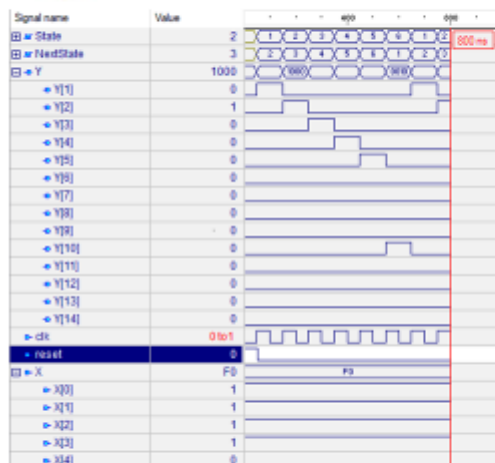 Signal name Value 400 800
State 2 1 2 3 4 5 6 1 2 800 ns
NextState 3 2 3 4 5 6 1 2
Y 1000
Y[1] 0
Y[2] 1
Y[3] 0
Y[4] 0
Y[5] 0
Y[6] 0
Y[7] 0
Y[8] 0
Y[9] 0
Y[10] 0
Y[11] 0
Y[12] 0
Y[13] 0
Y[14] 0
clk 0 to 1
reset 0
X F0 F0
X[0] 1
X[1] 1
X[2] 1
X[3] 1
X[4] 0